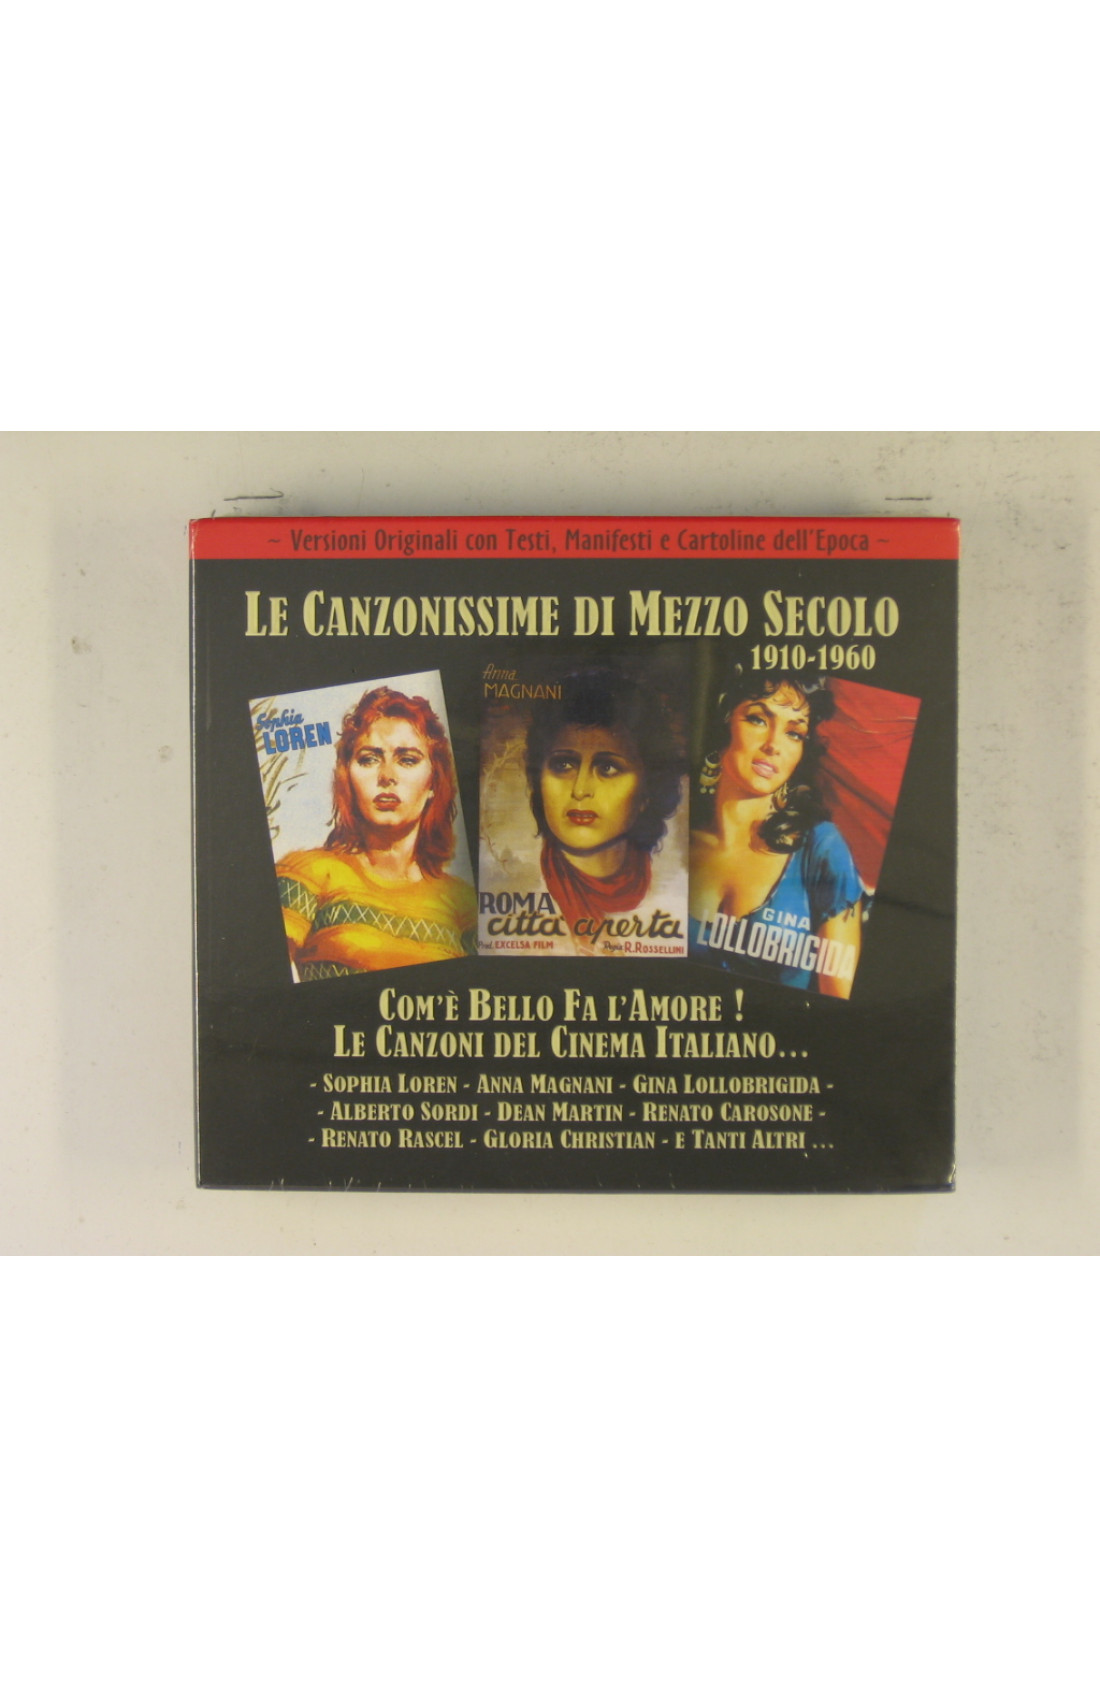 ~ Versioni Originali con Testi, Manifesti e Cartoline dell'Epoca ~
LE CANZONISSIME DI MEZZO SECOLO
1910-1960
Sophia
LOREN
Anna
MAGNANI
ROMA
città aperta
Prod. EXCELSA FILM
Regia R. ROSSELLINI
GINA
LOLLOBRIGIDA
COM'È BELLO FA L'AMORE !
LE CANZONI DEL CINEMA ITALIANO...
- SOPHIA LOREN - ANNA MAGNANI - GINA LOLLOBRIGIDA -
- ALBERTO SORDI - DEAN MARTIN - RENATO CAROSONE -
- RENATO RASCEL - GLORIA CHRISTIAN - E TANTI ALTRI ...